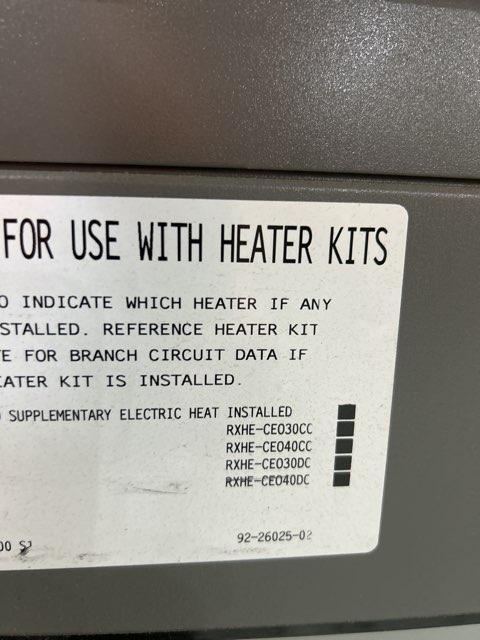 FOR USE WITH HEATER KITS
O INDICATE WHICH HEATER IF ANY
STALLED. REFERENCE HEATER KIT
E FOR BRANCH CIRCUIT DATA IF
EATER KIT IS INSTALLED.
SUPPLEMENTARY ELECTRIC HEAT INSTALLED
RXHE-CE030CC
RXHE-CE040CC
RXHE-CE030DC
RXHE-CE040DC
00 SJ
92-26025-02